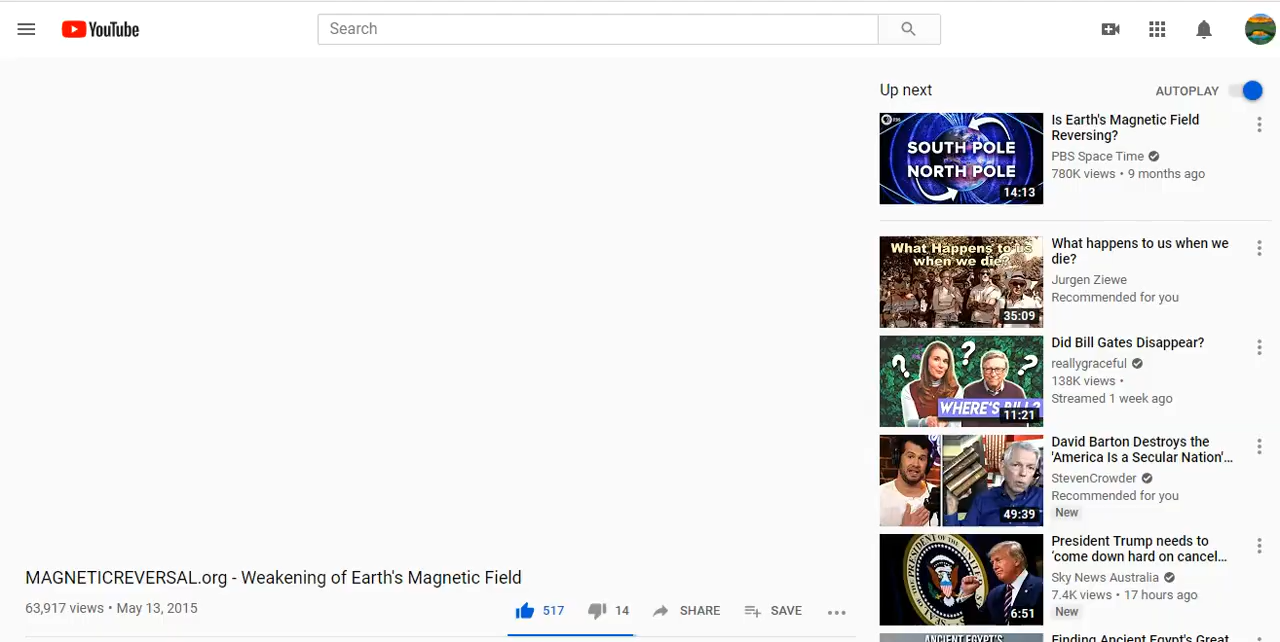 YouTube
Search
Up next
AUTOPLAY
PBS
SOUTH POLE
NORTH POLE
14:13
Is Earth's Magnetic Field
Reversing?
PBS Space Time
780K views • 9 months ago
What Happens to us
when we die?
35:09
What happens to us when we
die?
Jurgen Ziewe
Recommended for you
? ? ?
WHERE'S BILL?
11:21
Did Bill Gates Disappear?
reallygraceful
138K views •
Streamed 1 week ago
49:39
David Barton Destroys the
'America Is a Secular Nation'...
StevenCrowder
Recommended for you
New
6:51
President Trump needs to
‘come down hard on cancel...
Sky News Australia
7.4K views • 17 hours ago
New
ANCIENT EGYPT'S
Finding Ancient Egypt's Great
MAGNETICREVERSAL.org - Weakening of Earth's Magnetic Field
63,917 views • May 13, 2015
517
14
SHARE
SAVE